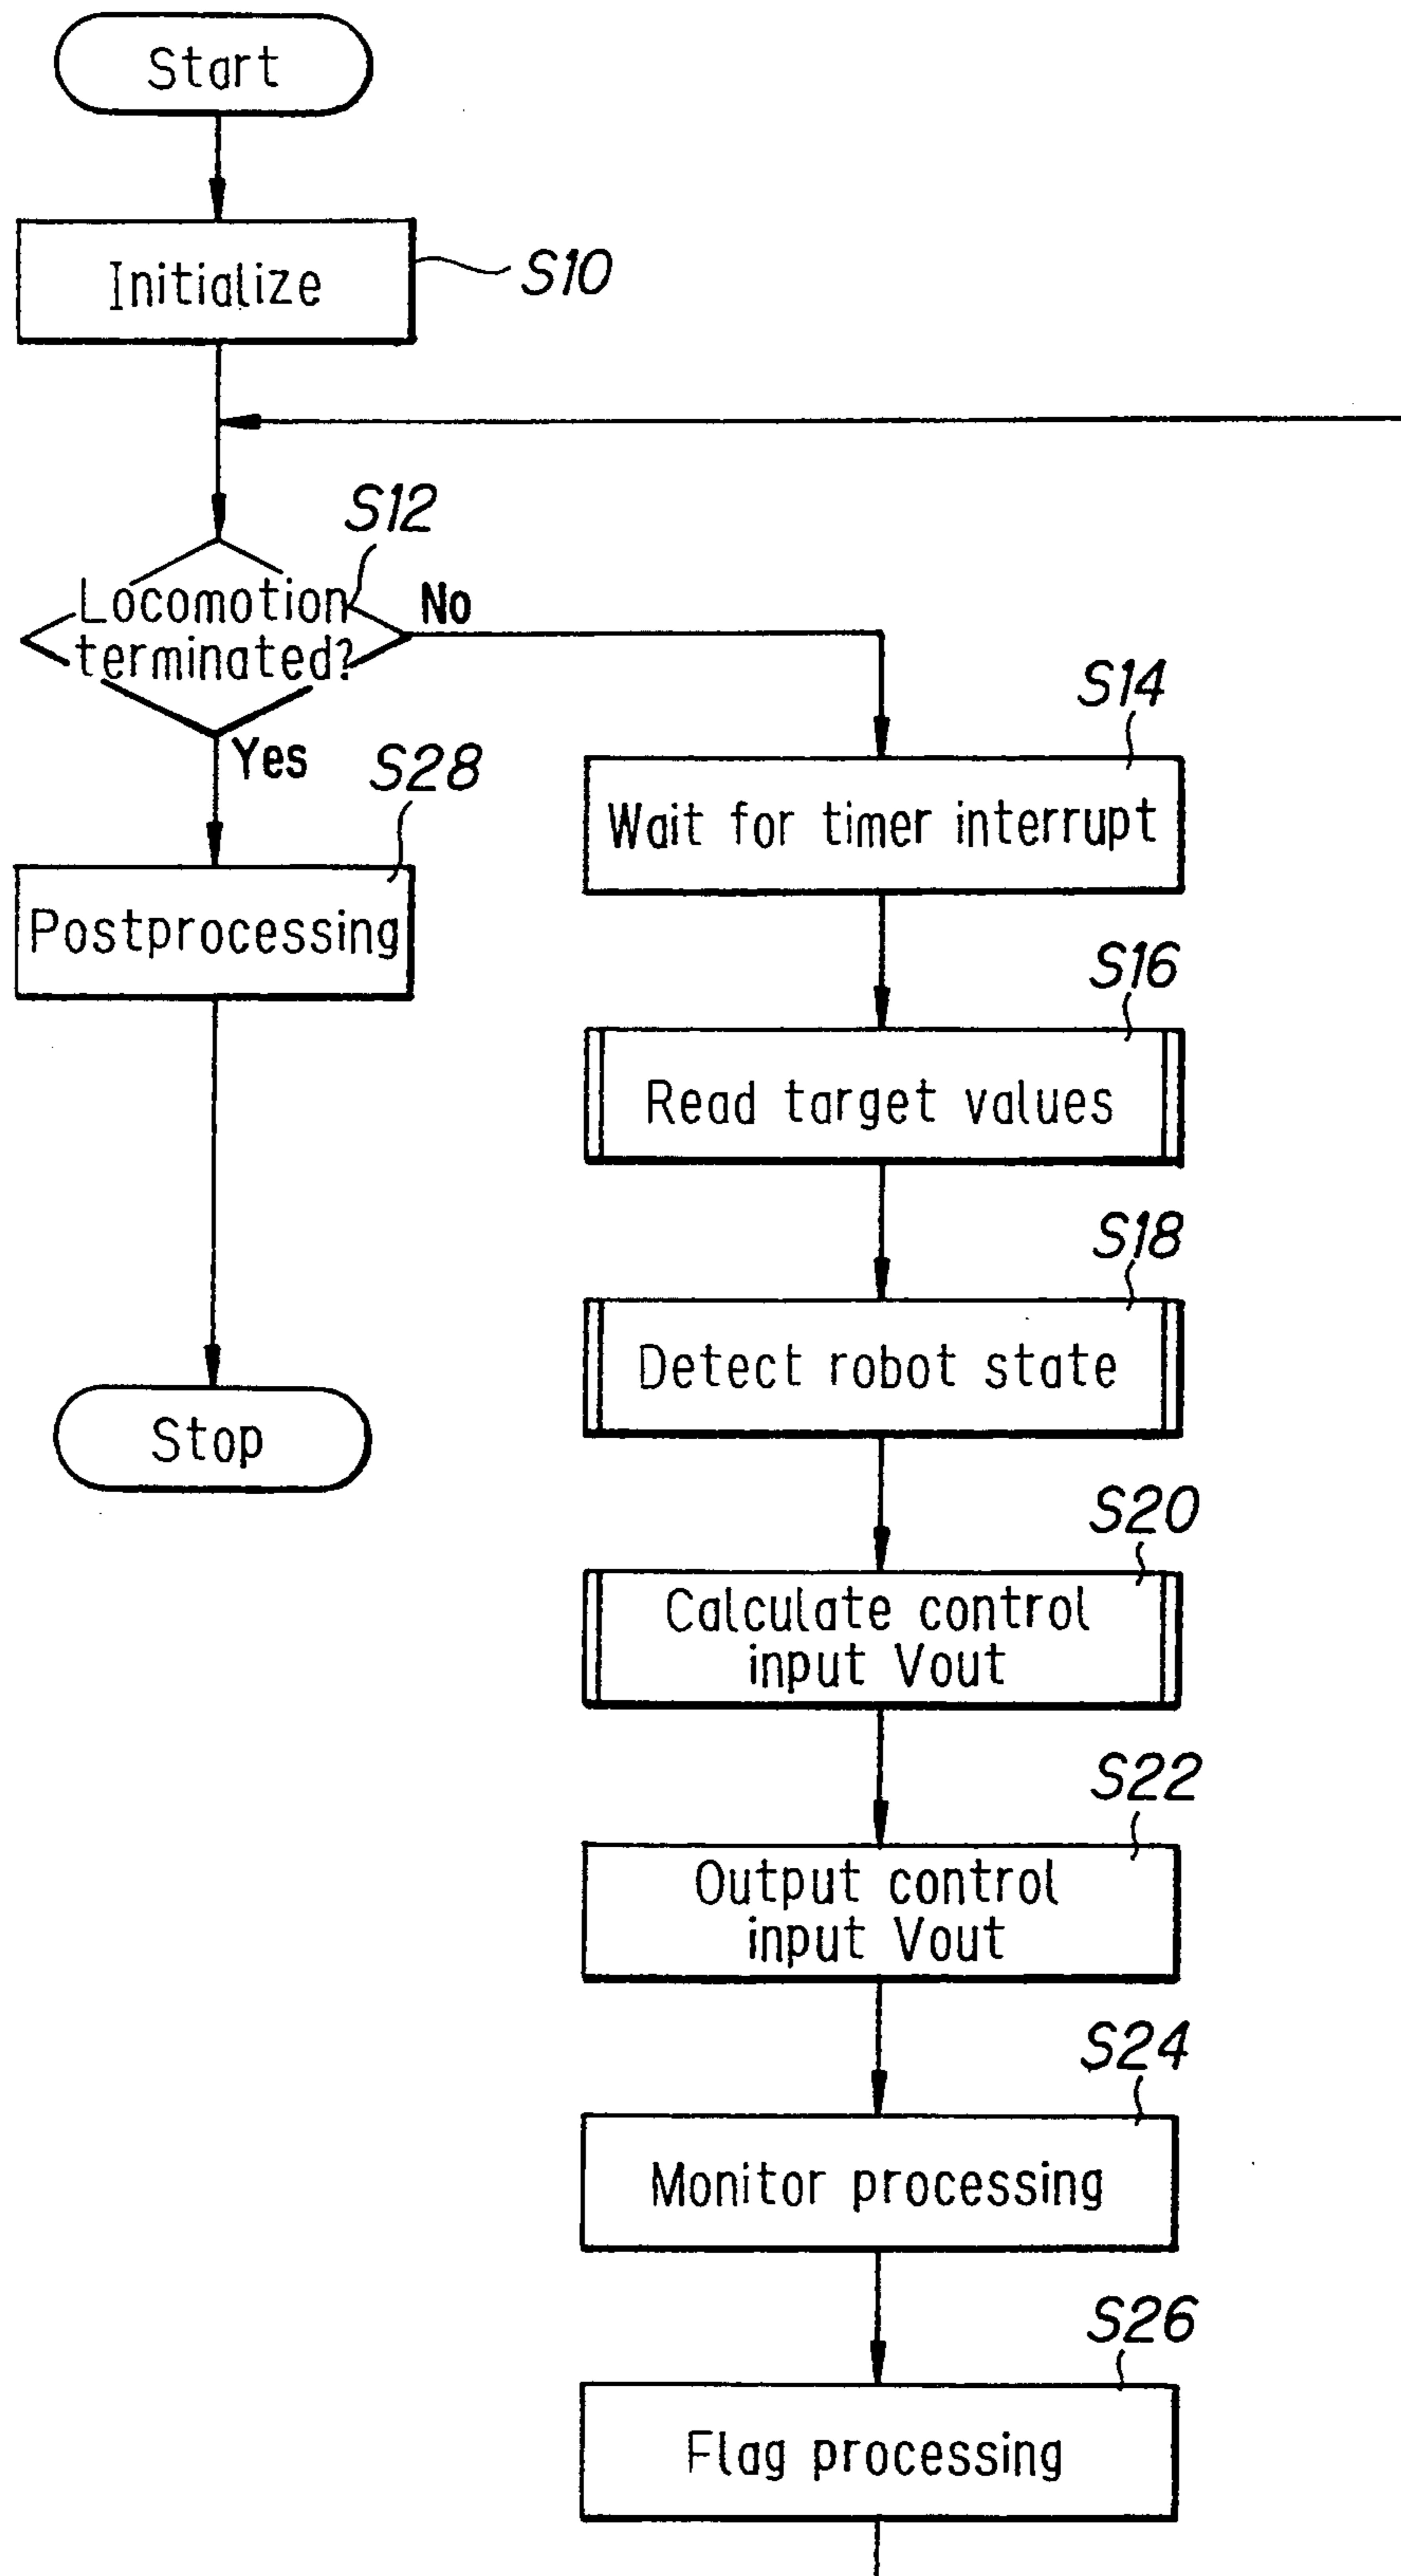 Start
Initialize
S10
S12
Locomotion
terminated?
No
Yes
S28
Postprocessing
Stop
S14
Wait for timer interrupt
S16
Read target values
S18
Detect robot state
S20
Calculate control
input Vout
S22
Output control
input Vout
S24
Monitor processing
S26
Flag processing